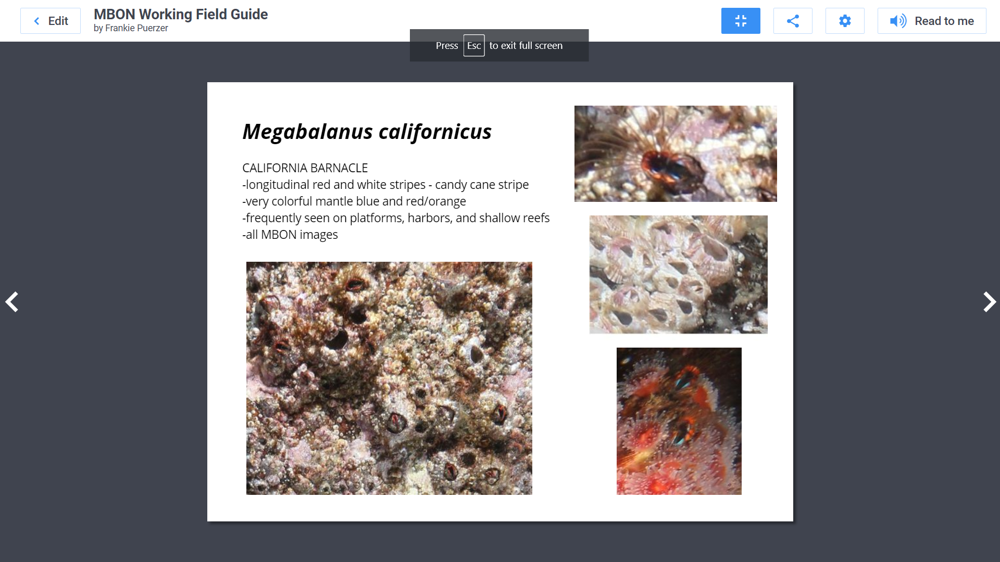 Edit
MBON Working Field Guide
by Frankie Puerzer
Read to me
Press Esc to exit full screen
Megabalanus californicus
CALIFORNIA BARNACLE
-longitudinal red and white stripes - candy cane stripe
-very colorful mantle blue and red/orange
-frequently seen on platforms, harbors, and shallow reefs
-all MBON images